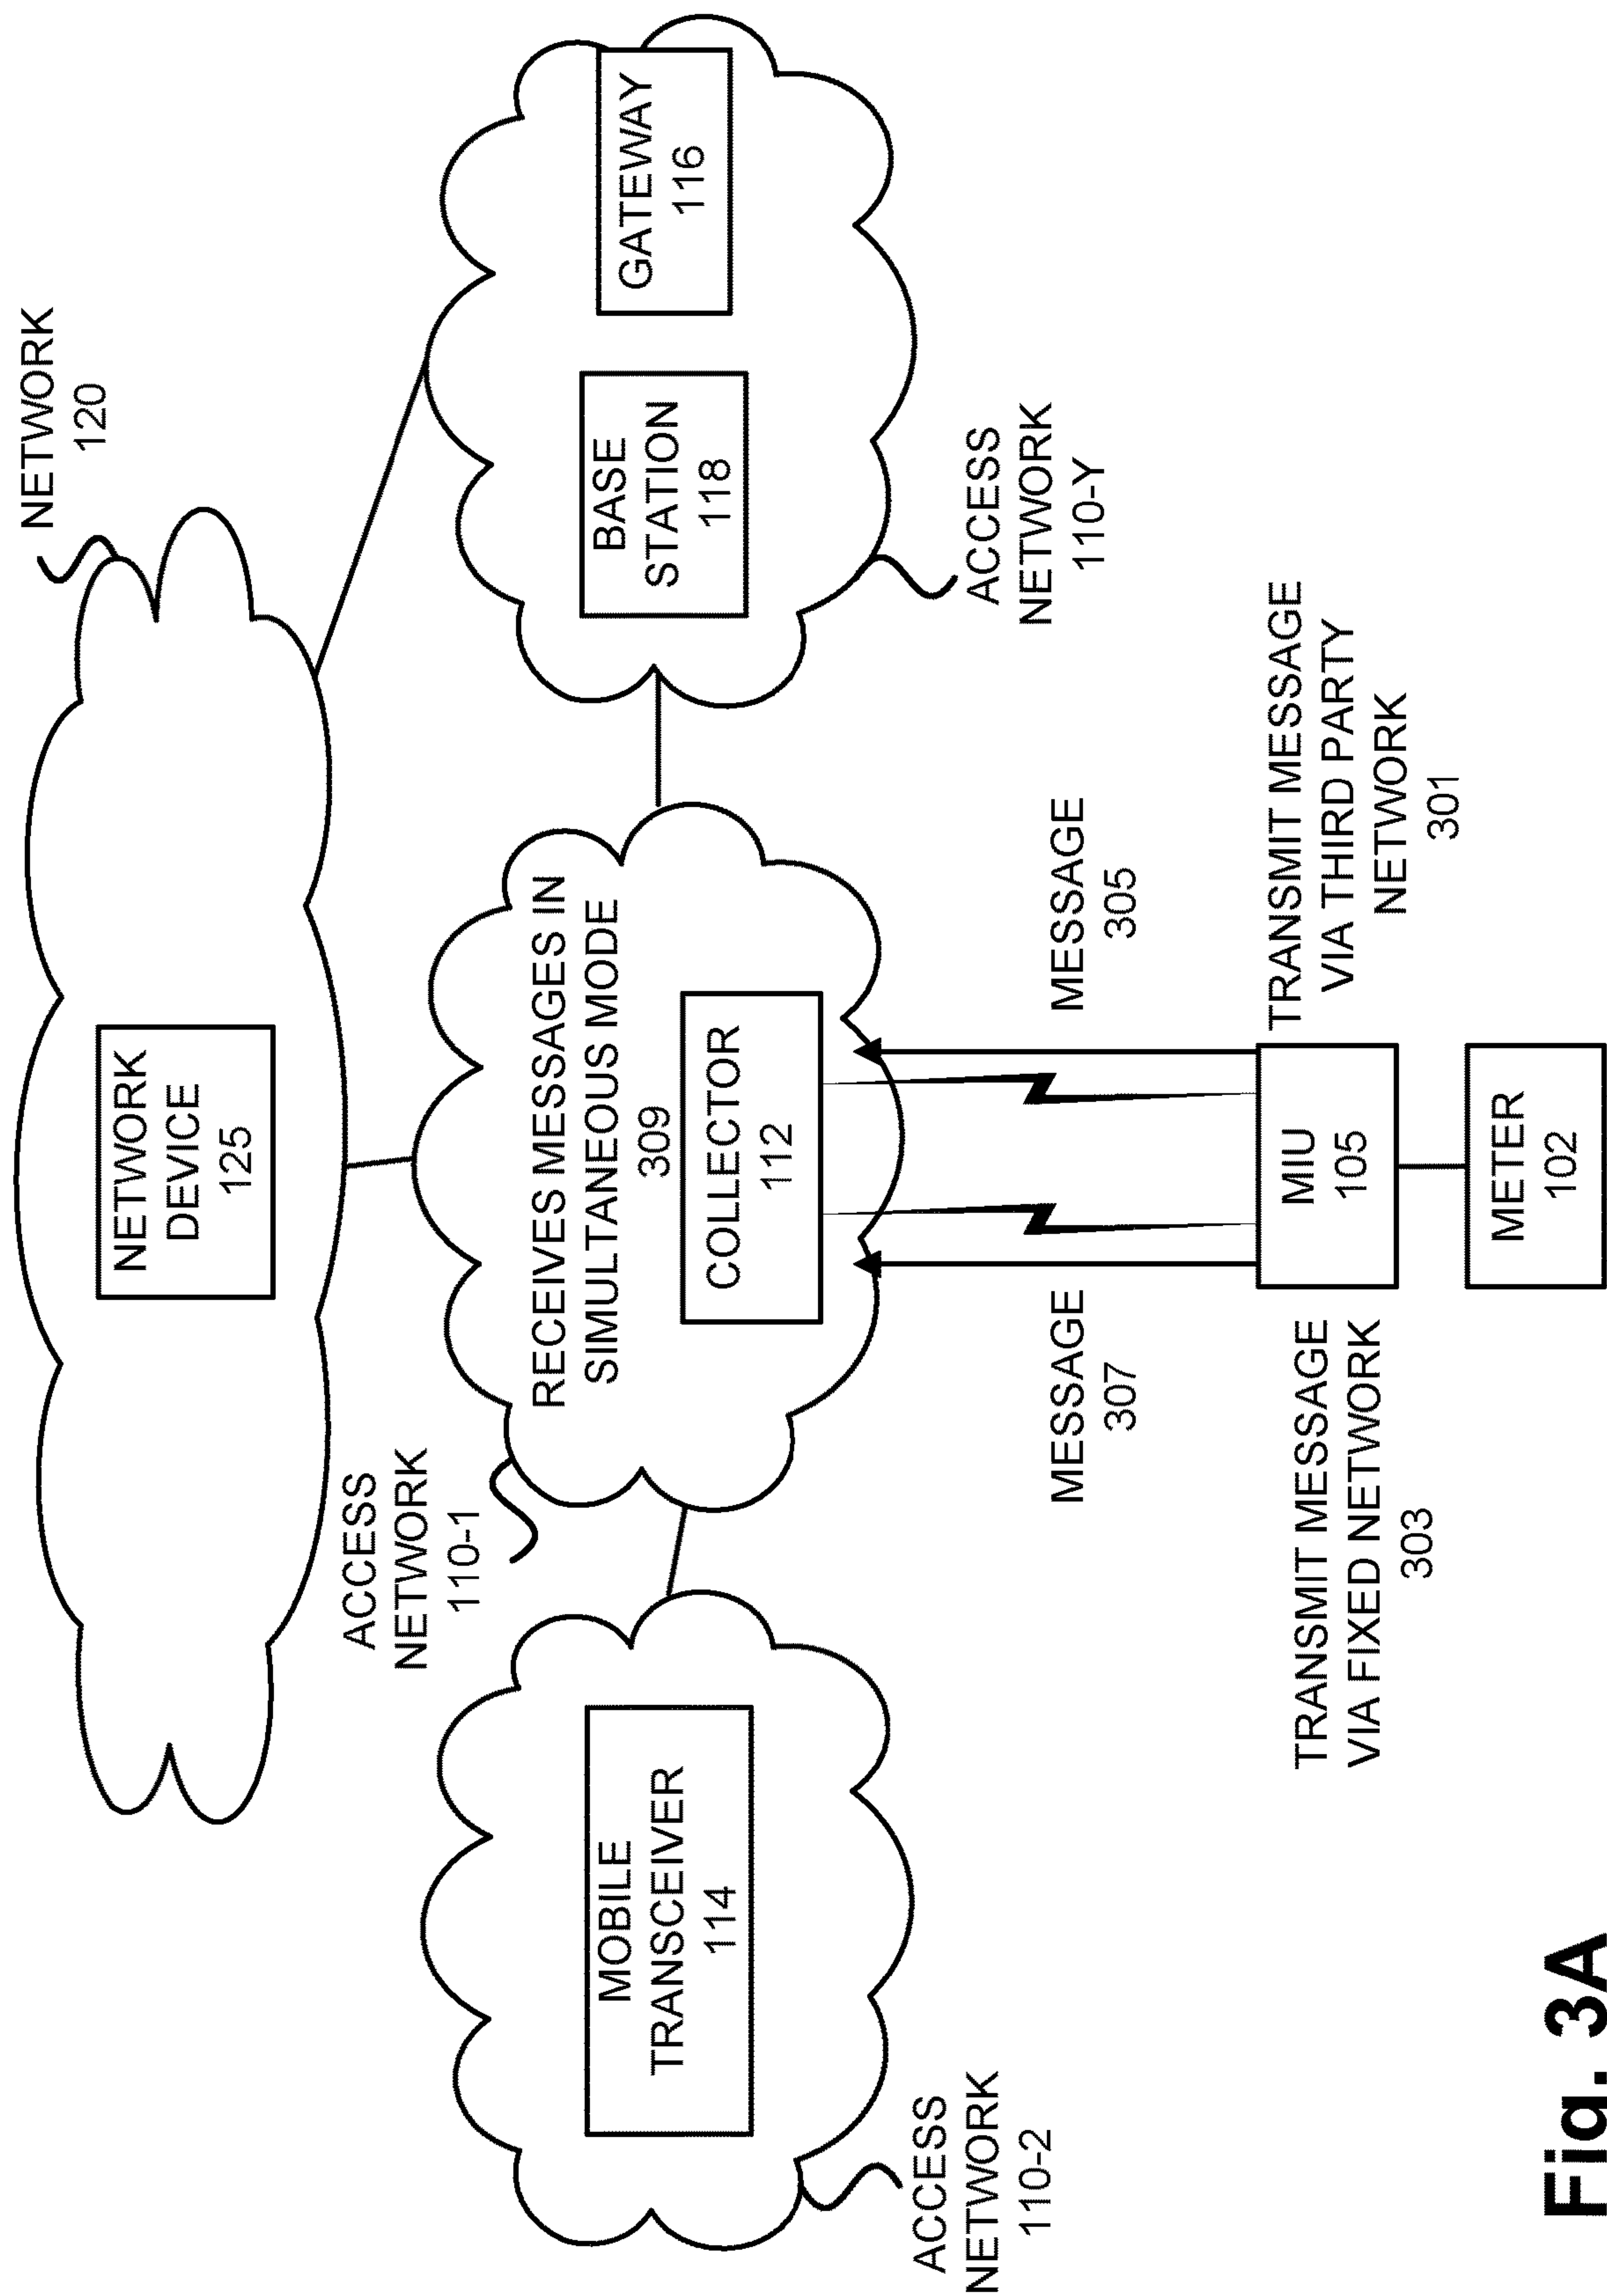 NETWORK
120
NETWORK
DEVICE
125
ACCESS
NETWORK
110-1
RECEIVES MESSAGES IN
SIMULTANEOUS MODE
309
COLLECTOR
112
MOBILE
TRANSCEIVER
114
BASE
STATION
118
GATEWAY
116
ACCESS
NETWORK
110-2
ACCESS
NETWORK
110-Y
MESSAGE
307
MESSAGE
305
TRANSMIT MESSAGE
VIA FIXED NETWORK
303
MIU
105
TRANSMIT MESSAGE
VIA THIRD PARTY
NETWORK
301
METER
102
Fig. 3A